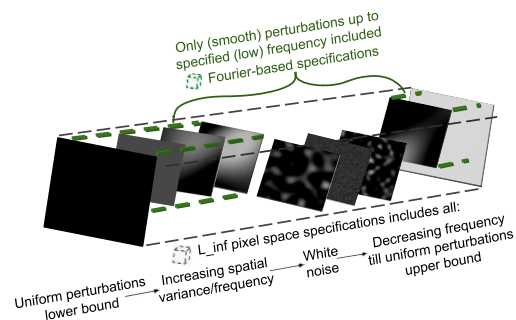 Only (smooth) perturbations up to
specified (low) frequency included
Fourier-based specifications
L_inf pixel space specifications includes all:
Uniform perturbations
lower bound
Increasing spatial
variance/frequency
White
noise
Decreasing frequency
till uniform perturbations
upper bound